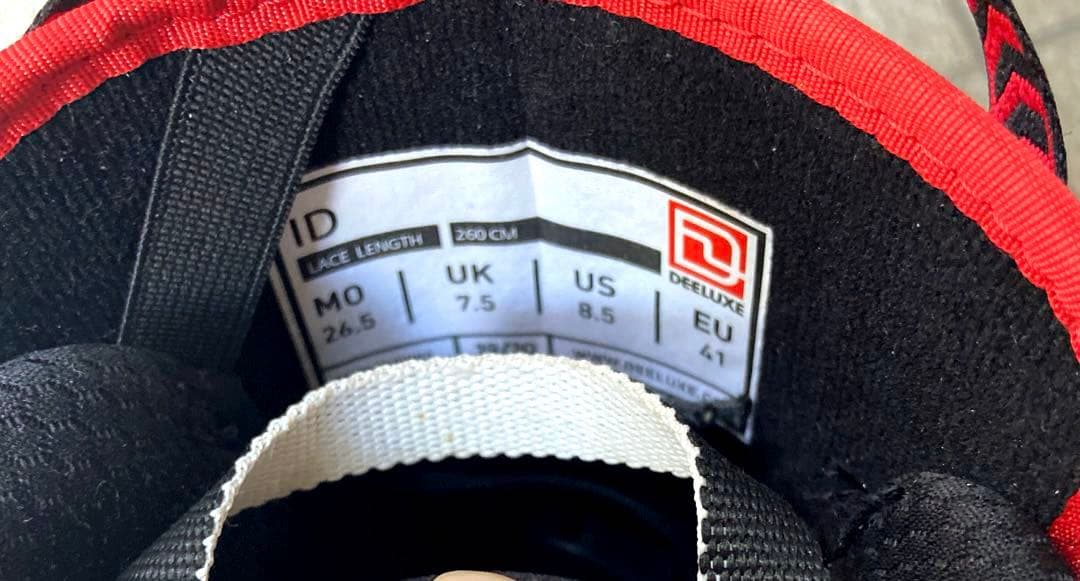 ID
LACE LENGTH 260 CM
DEELUXE
MO UK US EU
26.5 7.5 8.5 41